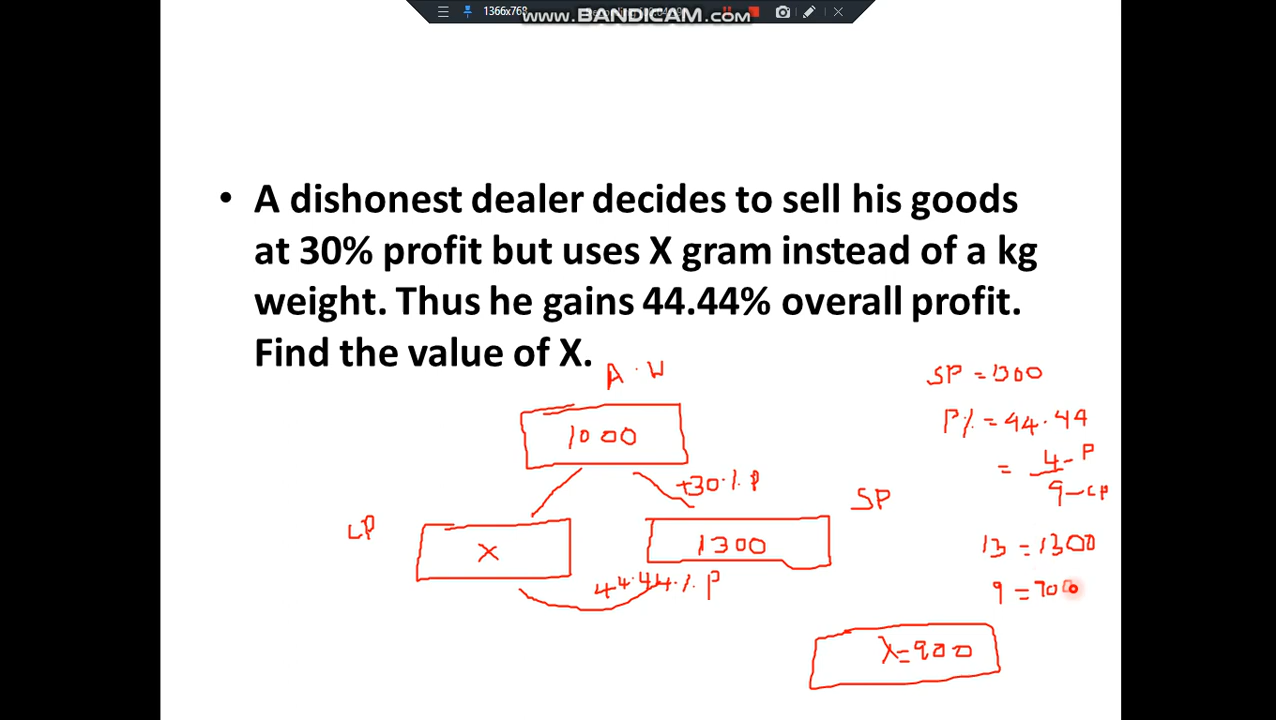 1366x768
www.BANDICAM.com
• A dishonest dealer decides to sell his goods
at 30% profit but uses X gram instead of a kg
weight. Thus he gains 44.44% overall profit.
Find the value of X.
A . W
SP = 1300
1000
P% = 44.44
= 4 - P
9 - CP
+30 % P
SP
CP
X
1300
13 = 1300
44.44 % P
9 = 900
X = 900